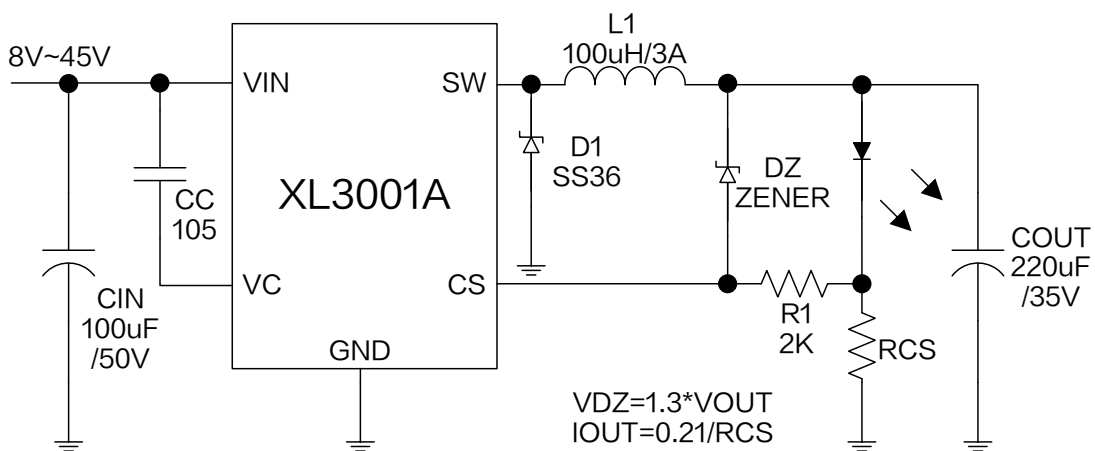 8V~45V
VIN
SW
L1
100uH/3A
D1
SS36
DZ
ZENER
XL3001A
CC
105
VC
CS
CIN
100uF
/50V
COUT
220uF
/35V
R1
2K
RCS
GND
VDZ=1.3*VOUT
IOUT=0.21/RCS